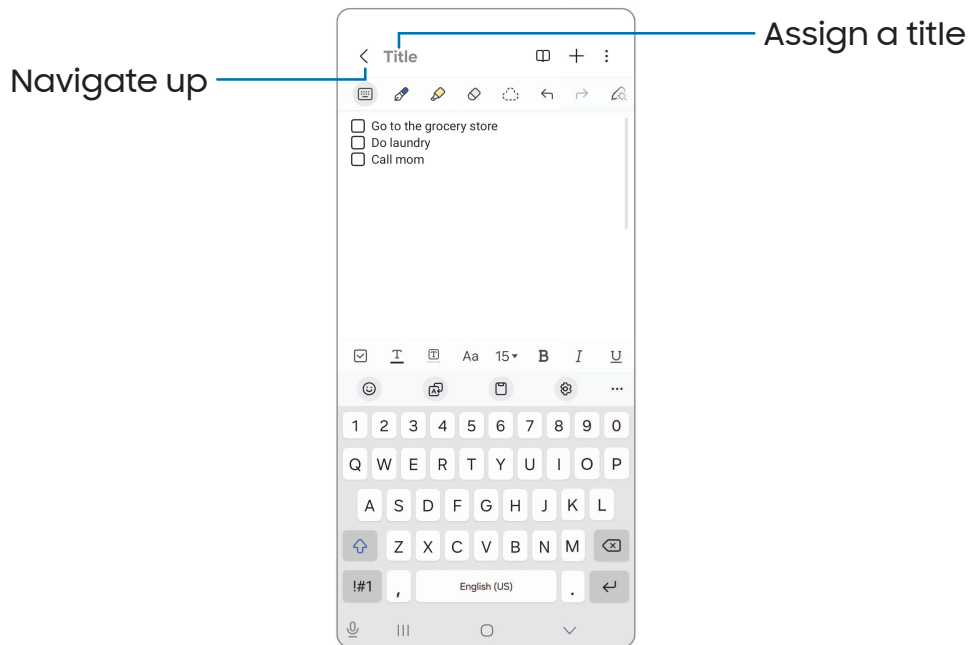 Assign a title
Title
Navigate up
Go to the grocery store
Do laundry
Call mom
T T Aa 15 B I U
1 2 3 4 5 6 7 8 9 0
Q W E R T Y U I O P
A S D F G H J K L
Z X C V B N M
!#1 , English (US) .